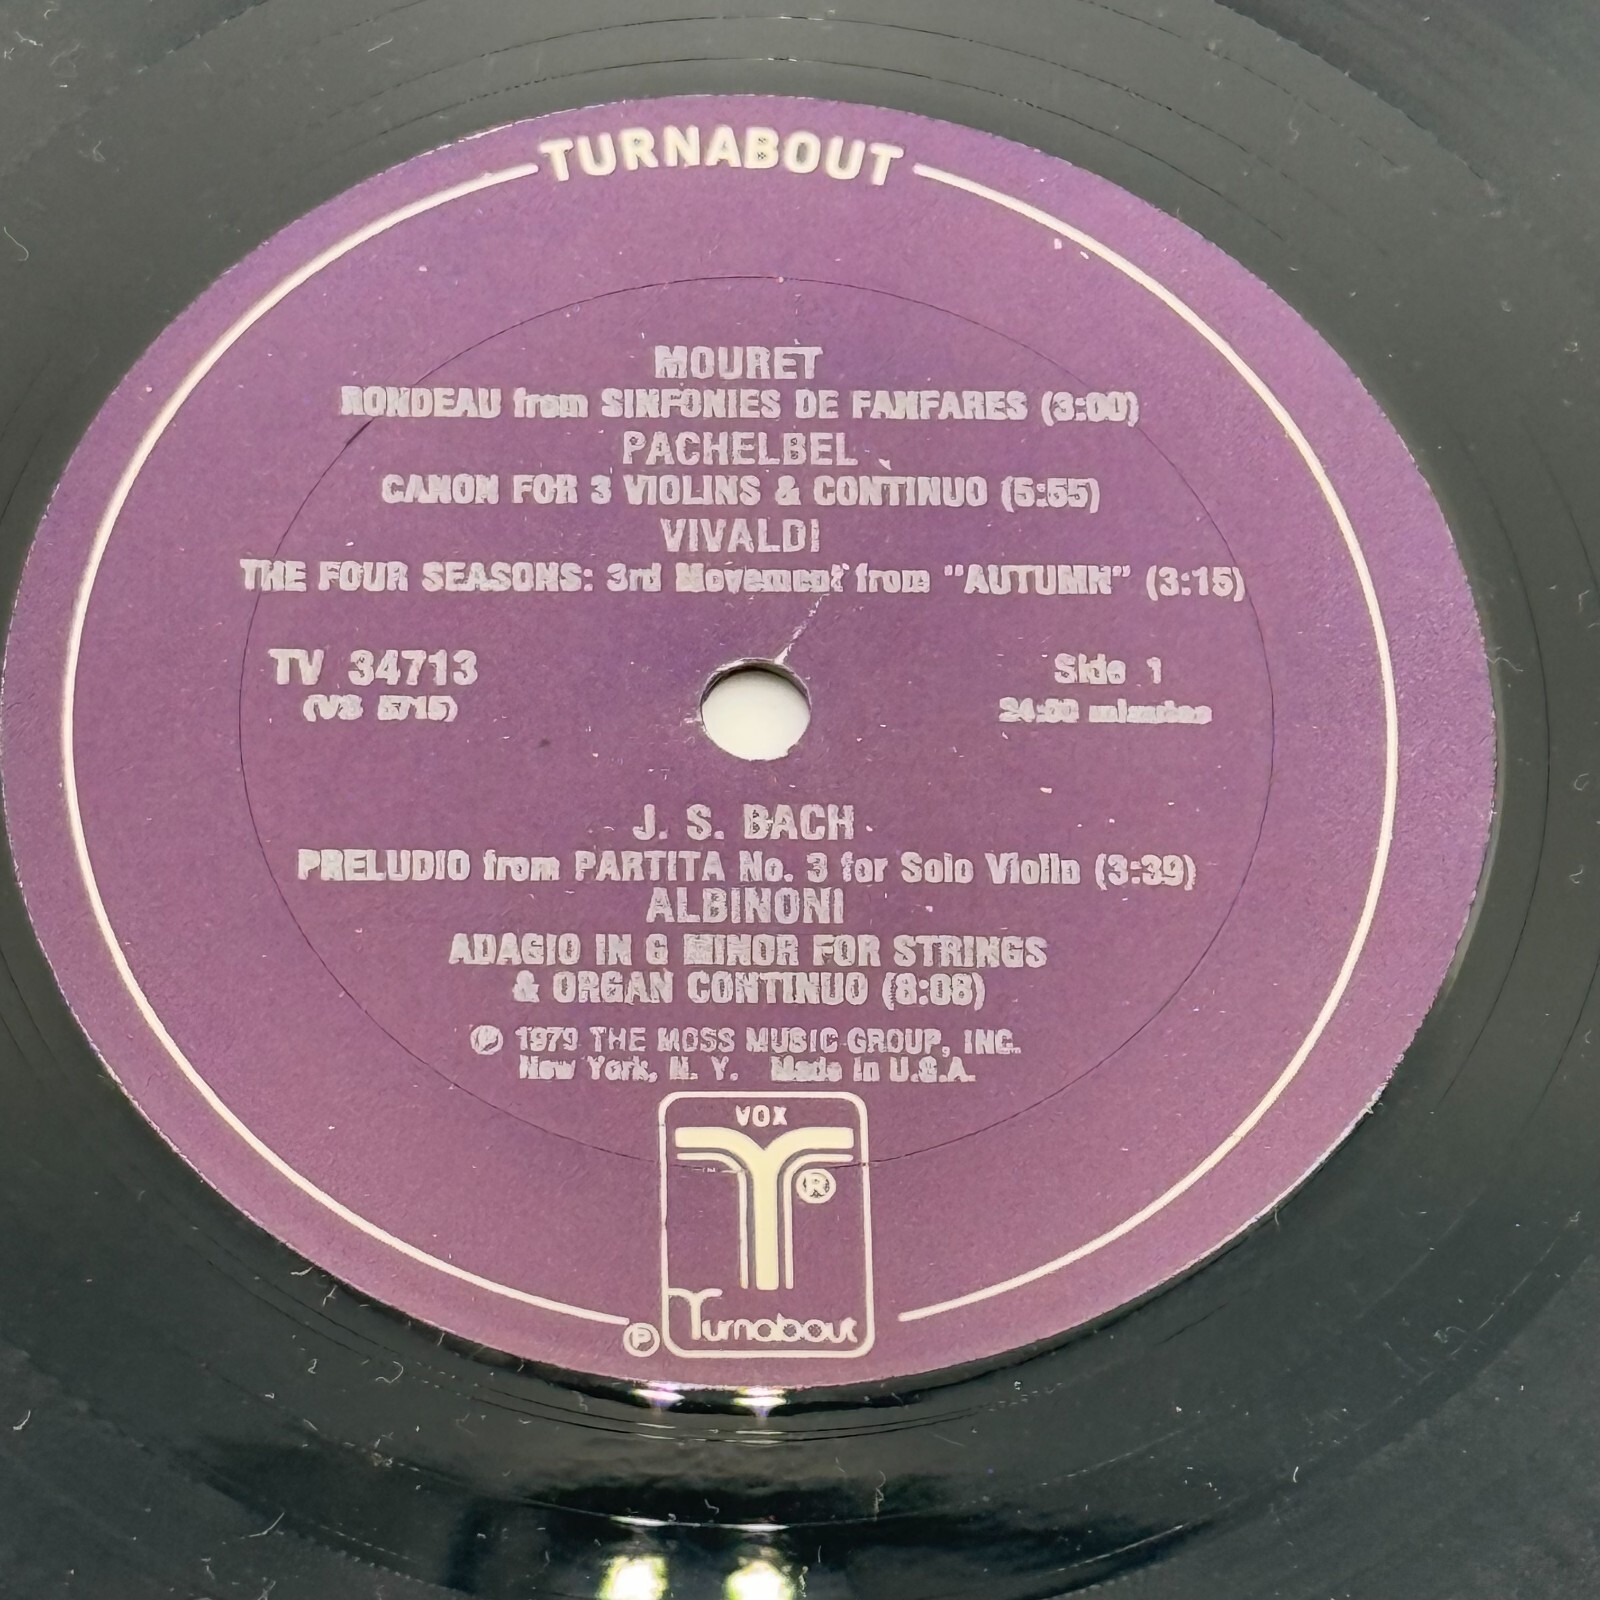 TURNABOUT
MOURET
RONDEAU from SINFONIES DE FANFARES (3:00)
PACHELBEL
CANON FOR 3 VIOLINS & CONTINUO (5:55)
VIVALDI
THE FOUR SEASONS: 3rd Movement from "AUTUMN" (3:15)
TV 34713
(VS 5715)
Side 1
minutes
J. S. BACH
PRELUDIO from PARTITA No. 3 for Solo Violin (3:39)
ALBINONI
ADAGIO IN G MINOR FOR STRINGS
& ORGAN CONTINUO (8:08)
Ⓟ 1979 THE MOSS MUSIC GROUP, INC.
New York, N. Y. Made in U.S.A.
VOX
T ®
Turnabout
Ⓟ